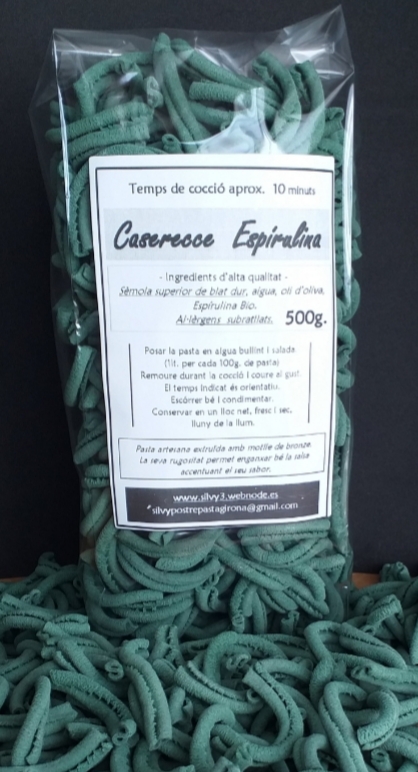 Temps de cocció aprox. 10 minuts
Caserecce Espirulina
- Ingredients d'alta qualitat -
Sèmola superior de blat dur, aigua, oli d'oliva,
Espirulina Bio.
Al·lèrgens subratllats. 500g.
Posar la pasta en aigua bullint i salada
(1lit. per cada 100g. de pasta)
Remoure durant la cocció i coure al gust.
El temps indicat és orientatiu.
Escórrer bé i condimentar.
Conservar en un lloc net, fresc i sec,
lluny de la llum.
Pasta artesana extruïda amb motlle de bronze.
La seva rugositat permet enganxar bé la salsa
accentuant el seu sabor.
www.silvy3.webnode.es
silvypostrepastagirona@gmail.com